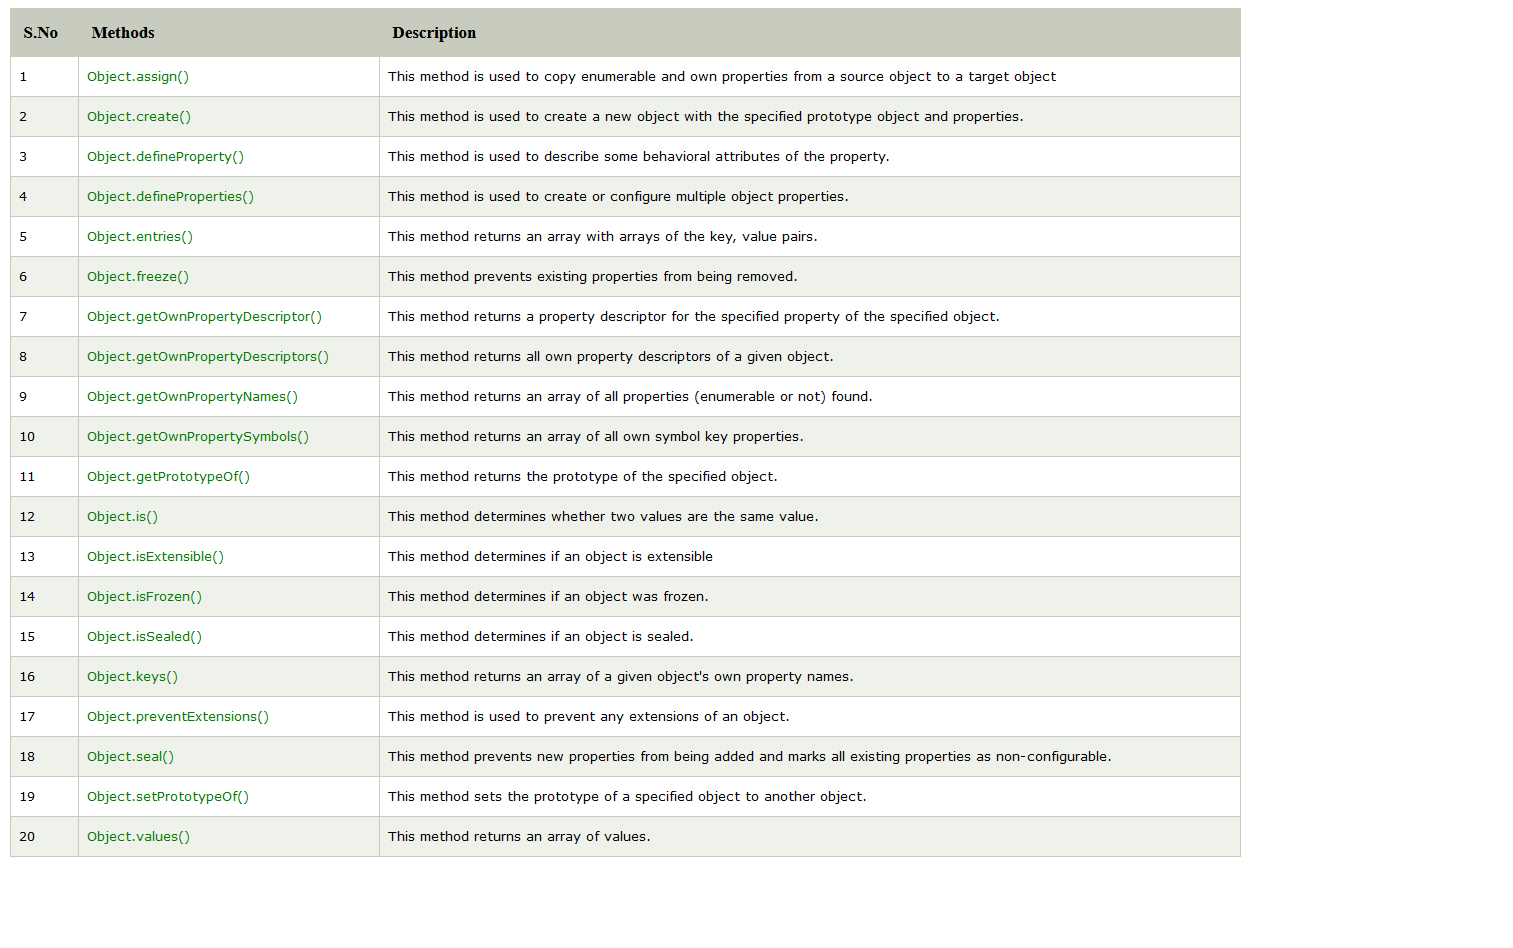 S.No Methods Description
1 Object.assign() This method is used to copy enumerable and own properties from a source object to a target object
2 Object.create() This method is used to create a new object with the specified prototype object and properties.
3 Object.defineProperty() This method is used to describe some behavioral attributes of the property.
4 Object.defineProperties() This method is used to create or configure multiple object properties.
5 Object.entries() This method returns an array with arrays of the key, value pairs.
6 Object.freeze() This method prevents existing properties from being removed.
7 Object.getOwnPropertyDescriptor() This method returns a property descriptor for the specified property of the specified object.
8 Object.getOwnPropertyDescriptors() This method returns all own property descriptors of a given object.
9 Object.getOwnPropertyNames() This method returns an array of all properties (enumerable or not) found.
10 Object.getOwnPropertySymbols() This method returns an array of all own symbol key properties.
11 Object.getPrototypeOf() This method returns the prototype of the specified object.
12 Object.is() This method determines whether two values are the same value.
13 Object.isExtensible() This method determines if an object is extensible
14 Object.isFrozen() This method determines if an object was frozen.
15 Object.isSealed() This method determines if an object is sealed.
16 Object.keys() This method returns an array of a given object's own property names.
17 Object.preventExtensions() This method is used to prevent any extensions of an object.
18 Object.seal() This method prevents new properties from being added and marks all existing properties as non-configurable.
19 Object.setPrototypeOf() This method sets the prototype of a specified object to another object.
20 Object.values() This method returns an array of values.